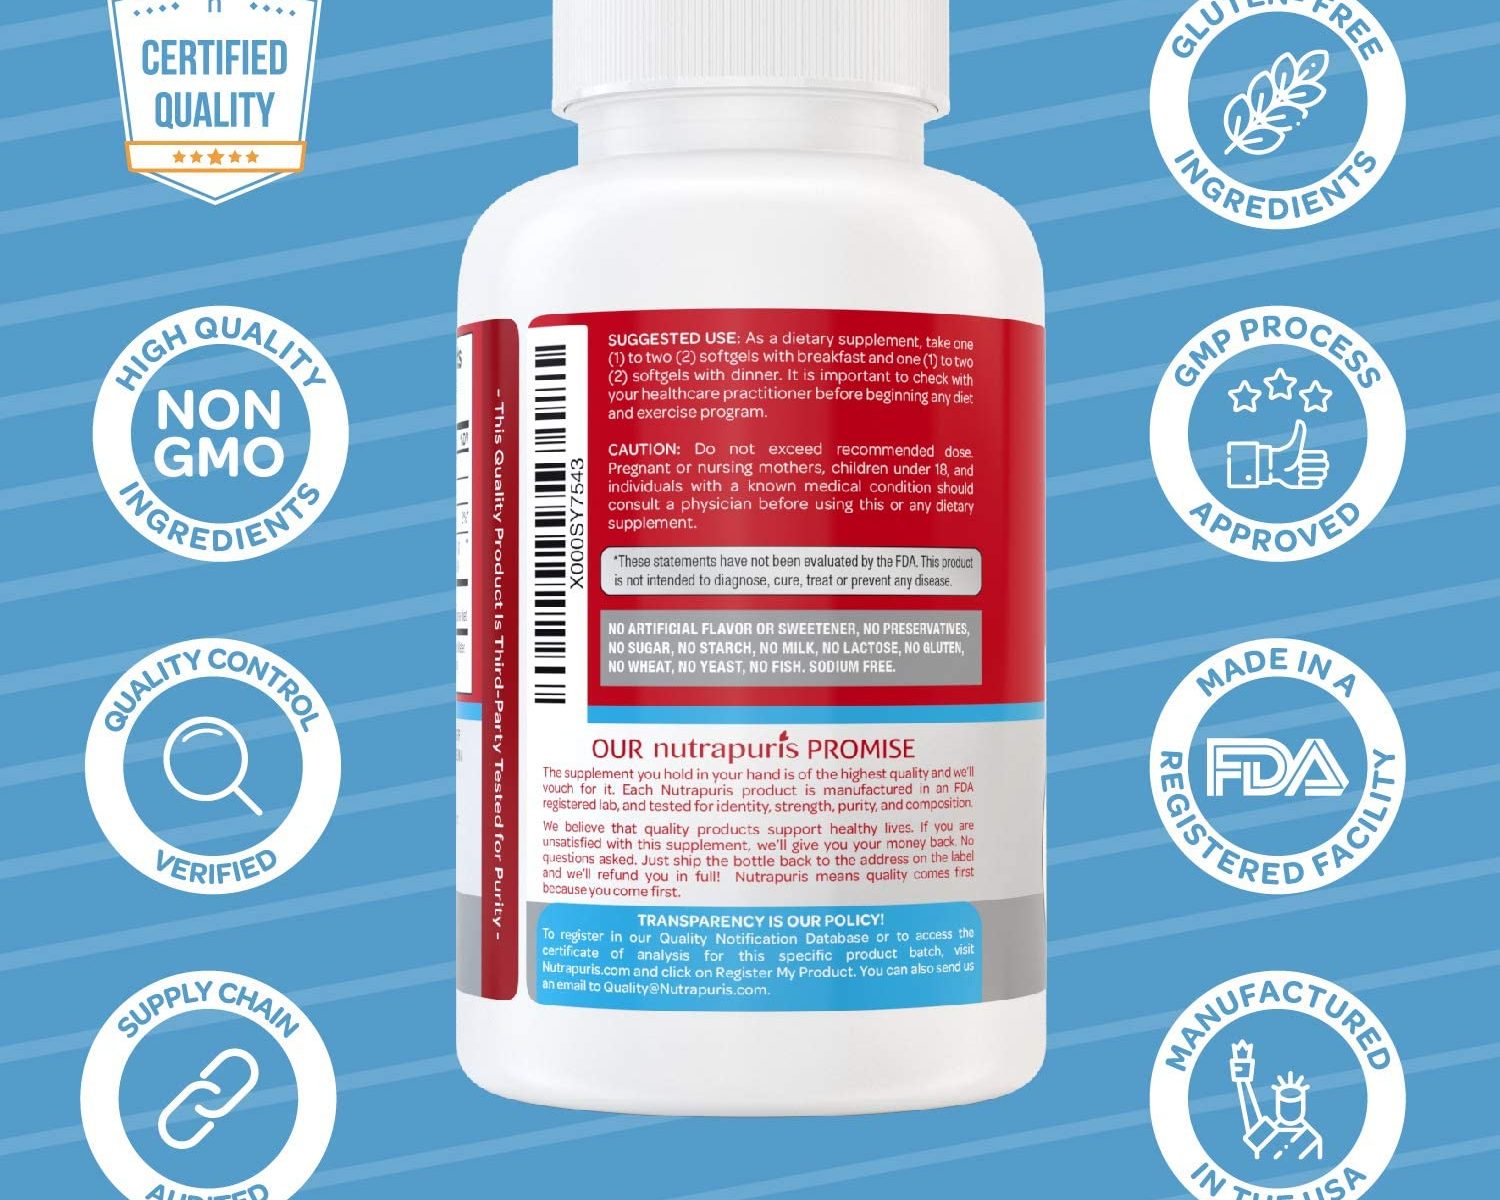 CERTIFIED
QUALITY
GLUTEN-FREE
INGREDIENTS
HIGH QUALITY
NON
GMO
INGREDIENTS
GMP PROCESS
APPROVED
QUALITY CONTROL
VERIFIED
MADE IN A
FDA
REGISTERED FACILITY
SUPPLY CHAIN
AUDITED
MANUFACTURED
IN THE USA
- This Quality Product Is Third-Party Tested for Purity -
X000SY7543
SUGGESTED USE: As a dietary supplement, take one
(1) to two (2) softgels with breakfast and one (1) to two
(2) softgels with dinner. It is important to check with
your healthcare practitioner before beginning any diet
and exercise program.
CAUTION: Do not exceed recommended dose.
Pregnant or nursing mothers, children under 18, and
individuals with a known medical condition should
consult a physician before using this or any dietary
supplement.
*These statements have not been evaluated by the FDA. This product
is not intended to diagnose, cure, treat or prevent any disease.
NO ARTIFICIAL FLAVOR OR SWEETENER, NO PRESERVATIVES,
NO SUGAR, NO STARCH, NO MILK, NO LACTOSE, NO GLUTEN,
NO WHEAT, NO YEAST, NO FISH. SODIUM FREE.
OUR nutrapuris PROMISE
The supplement you hold in your hand is of the highest quality and we'll
vouch for it. Each Nutrapuris product is manufactured in an FDA
registered lab, and tested for identity, strength, purity, and composition.
We believe that quality products support healthy lives. If you are
unsatisfied with this supplement, we'll give you your money back. No
questions asked. Just ship the bottle back to the address on the label
and we'll refund you in full! Nutrapuris means quality comes first
because you come first.
TRANSPARENCY IS OUR POLICY!
To register in our Quality Notification Database or to access the
certificate of analysis for this specific product batch, visit
Nutrapuris.com and click on Register My Product. You can also send us
an email to Quality@Nutrapuris.com.